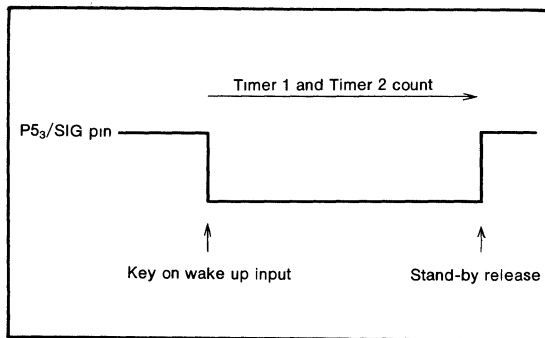 Timer 1 and Timer 2 count
P5₃/SIG pin
Key on wake up input
Stand-by release